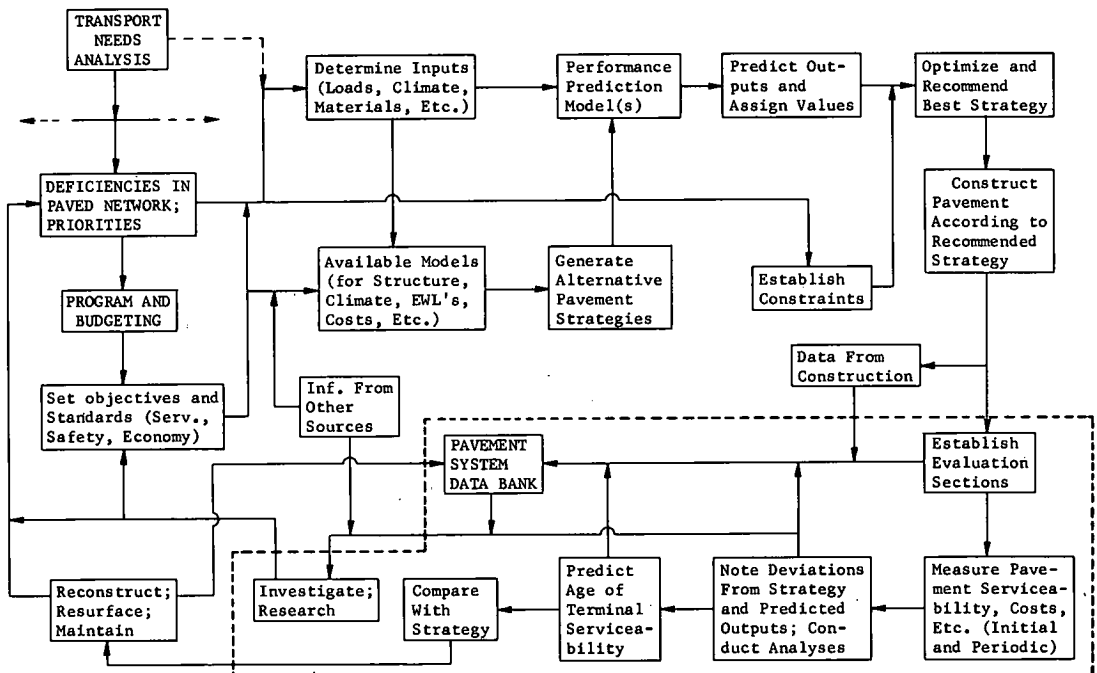 TRANSPORT
NEEDS
ANALYSIS
Determine Inputs
(Loads, Climate,
Materials, Etc.)
Performance
Prediction
Model(s)
Predict Out-
puts and
Assign Values
Optimize and
Recommend
Best Strategy
DEFICIENCIES IN
PAVED NETWORK;
PRIORITIES
Construct
Pavement
According to
Recommended
Strategy
Available Models
(for Structure,
Climate, EWL's,
Costs, Etc.)
Generate
Alternative
Pavement
Strategies
Establish
Constraints
PROGRAM AND
BUDGETING
Data From
Construction
Set objectives and
Standards (Serv.,
Safety, Economy)
Inf. From
Other
Sources
PAVEMENT
SYSTEM
DATA BANK
Establish
Evaluation
Sections
Reconstruct;
Resurface;
Maintain
Investigate;
Research
Compare
With
Strategy
Predict
Age of
Terminal
Servicea-
bility
Note Deviations
From Strategy
and Predicted
Outputs; Con-
duct Analyses
Measure Pave-
ment Service-
ability, Costs,
Etc. (Initial
and Periodic)